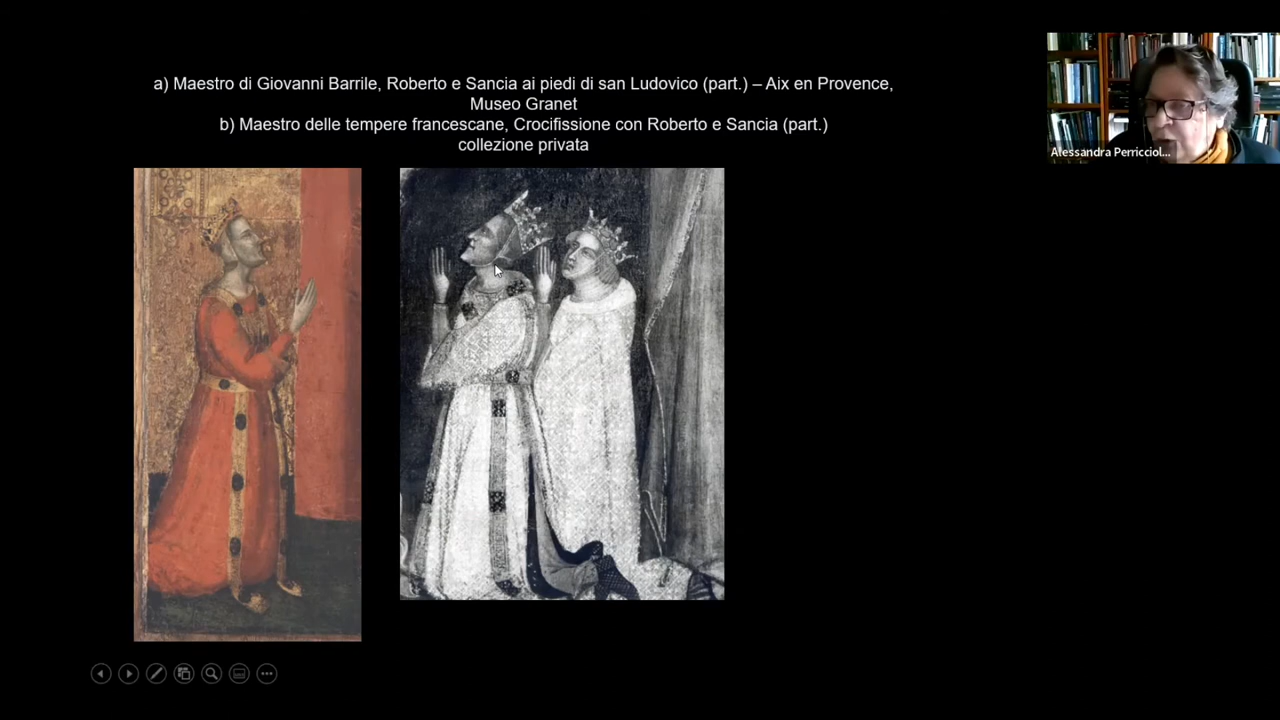 a) Maestro di Giovanni Barrile, Roberto e Sancia ai piedi di san Ludovico (part.) – Aix en Provence,
Museo Granet
b) Maestro delle tempere francescane, Crocifissione con Roberto e Sancia (part.)
collezione privata
Alessandra Perricciol...